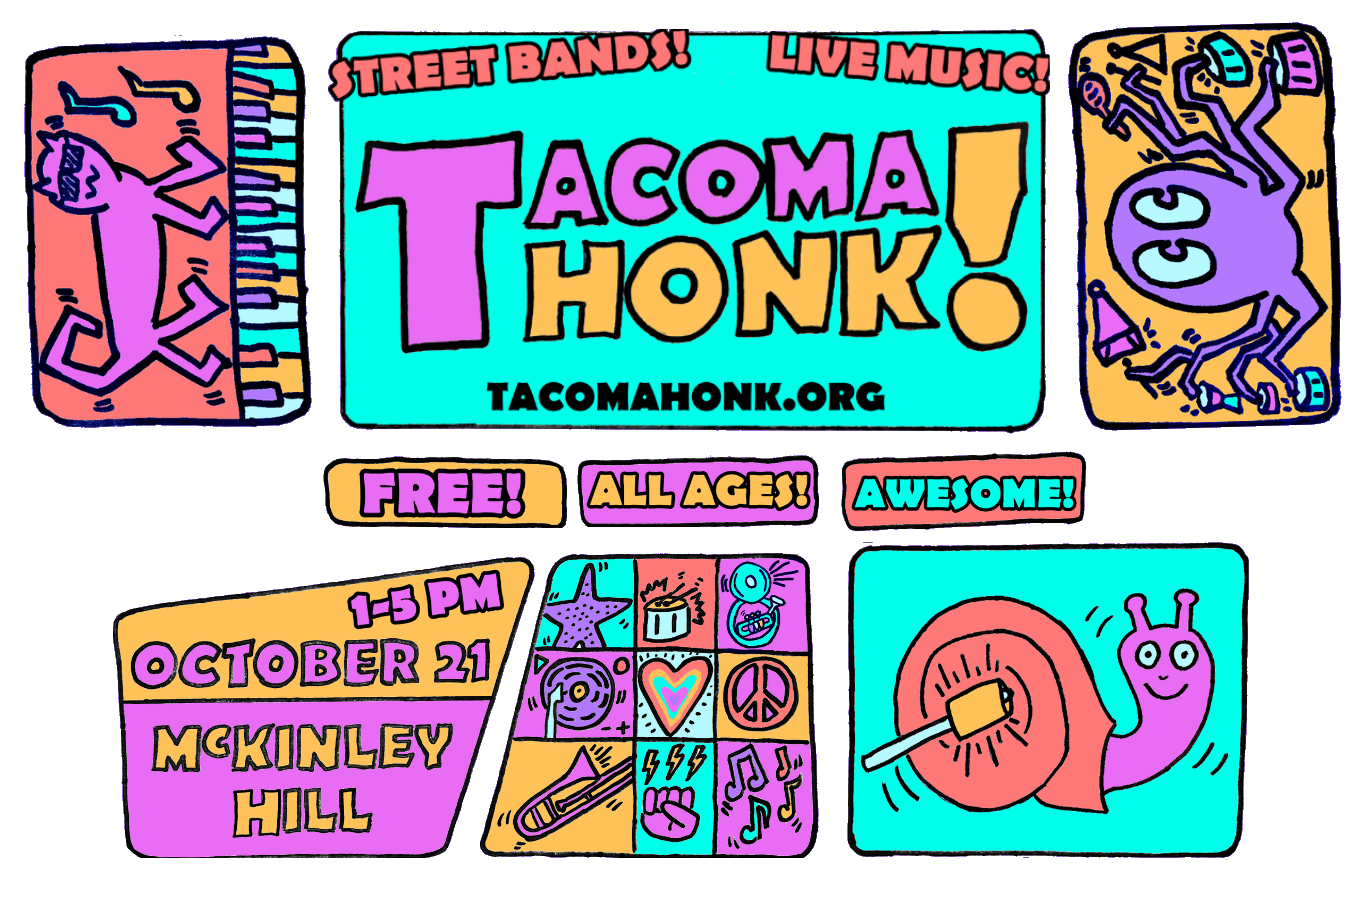 STREET BANDS! LIVE MUSIC!
TACOMA
HONK!
TACOMAHONK.ORG
FREE! ALL AGES! AWESOME!
1-5 PM
OCTOBER 21
McKINLEY
HILL